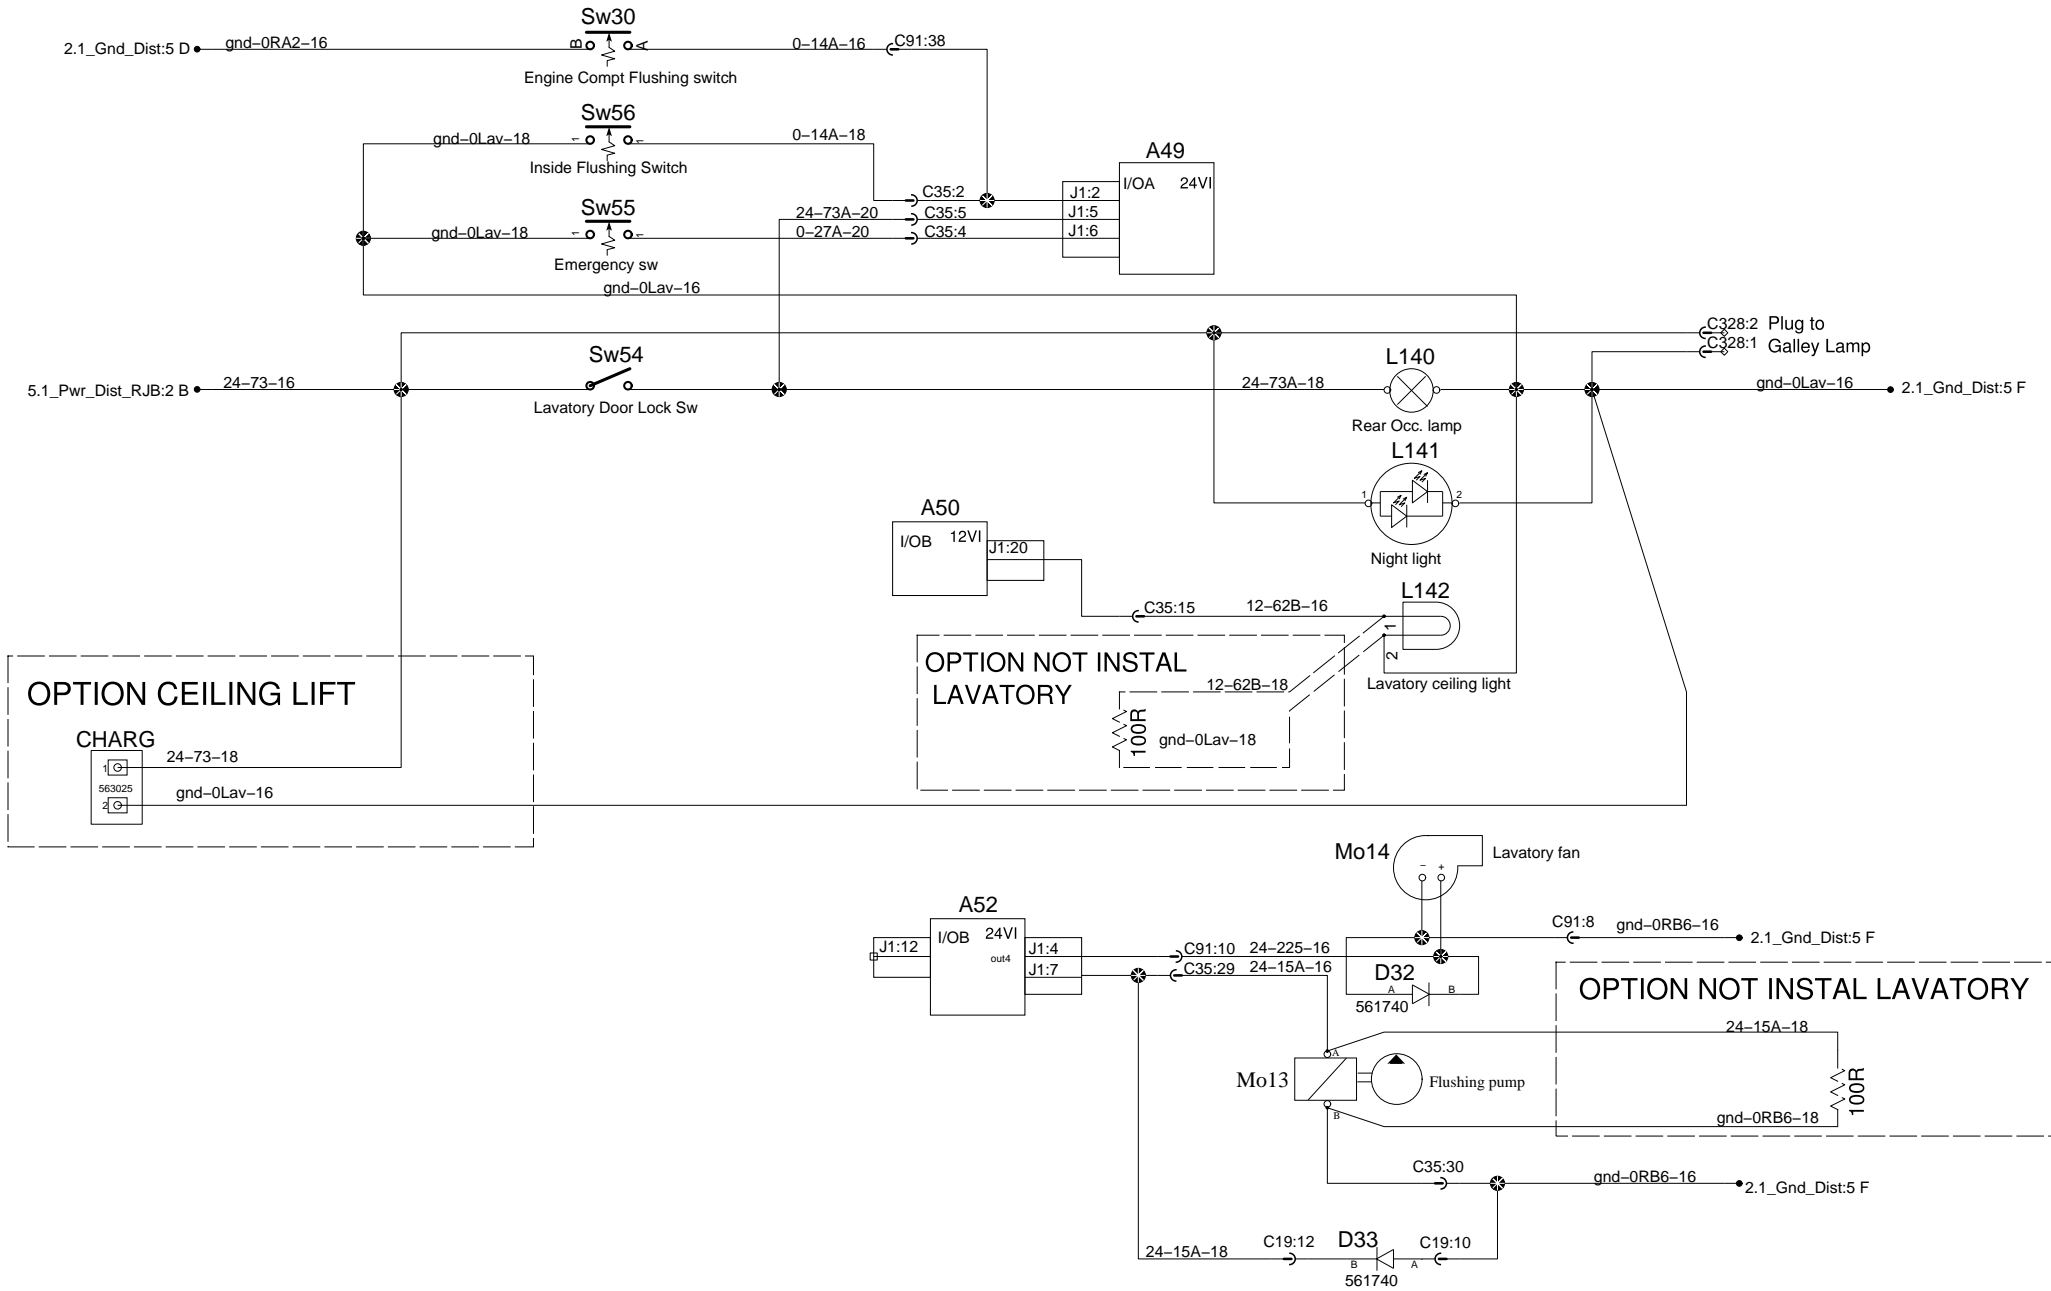 Sw30
2.1_Gnd_Dist:5 D
gnd-0RA2-16
B
A
0-14A-16
C91:38
Engine Compt Flushing switch
Sw56
gnd-0Lav-18
1
1
0-14A-18
Inside Flushing Switch
A49
I/OA
24VI
C35:2
J1:2
Sw55
24-73A-20
C35:5
J1:5
gnd-0Lav-18
1
1
0-27A-20
C35:4
J1:6
Emergency sw
gnd-0Lav-16
C328:2
Plug to
C328:1
Galley Lamp
Sw54
L140
5.1_Pwr_Dist_RJB:2 B
24-73-16
24-73A-18
gnd-0Lav-16
2.1_Gnd_Dist:5 F
Lavatory Door Lock Sw
Rear Occ. lamp
L141
1
2
Night light
A50
I/OB
12VI
J1:20
L142
C35:15
12-62B-16
1
2
Lavatory ceiling light
OPTION NOT INSTAL
LAVATORY
12-62B-18
100R
gnd-0Lav-18
OPTION CEILING LIFT
CHARG
1
24-73-18
563025
2
gnd-0Lav-16
Mo14
Lavatory fan
–
+
A52
I/OB
24VI
out4
J1:12
J1:4
J1:7
C91:8
gnd-0RB6-16
2.1_Gnd_Dist:5 F
C91:10
24-225-16
C35:29
24-15A-16
D32
A
B
561740
OPTION NOT INSTAL LAVATORY
24-15A-18
A
Mo13
Flushing pump
B
100R
gnd-0RB6-18
C35:30
gnd-0RB6-16
2.1_Gnd_Dist:5 F
24-15A-18
C19:12
D33
C19:10
B
A
561740